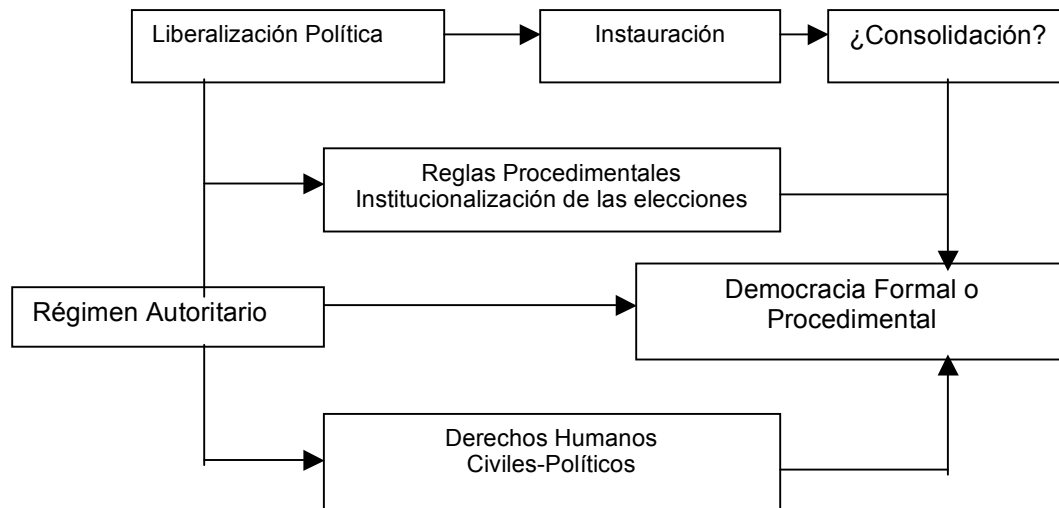 Liberalización Política
Instauración
¿Consolidación?
Reglas Procedimentales
Institucionalización de las elecciones
Régimen Autoritario
Democracia Formal o
Procedimental
Derechos Humanos
Civiles-Políticos